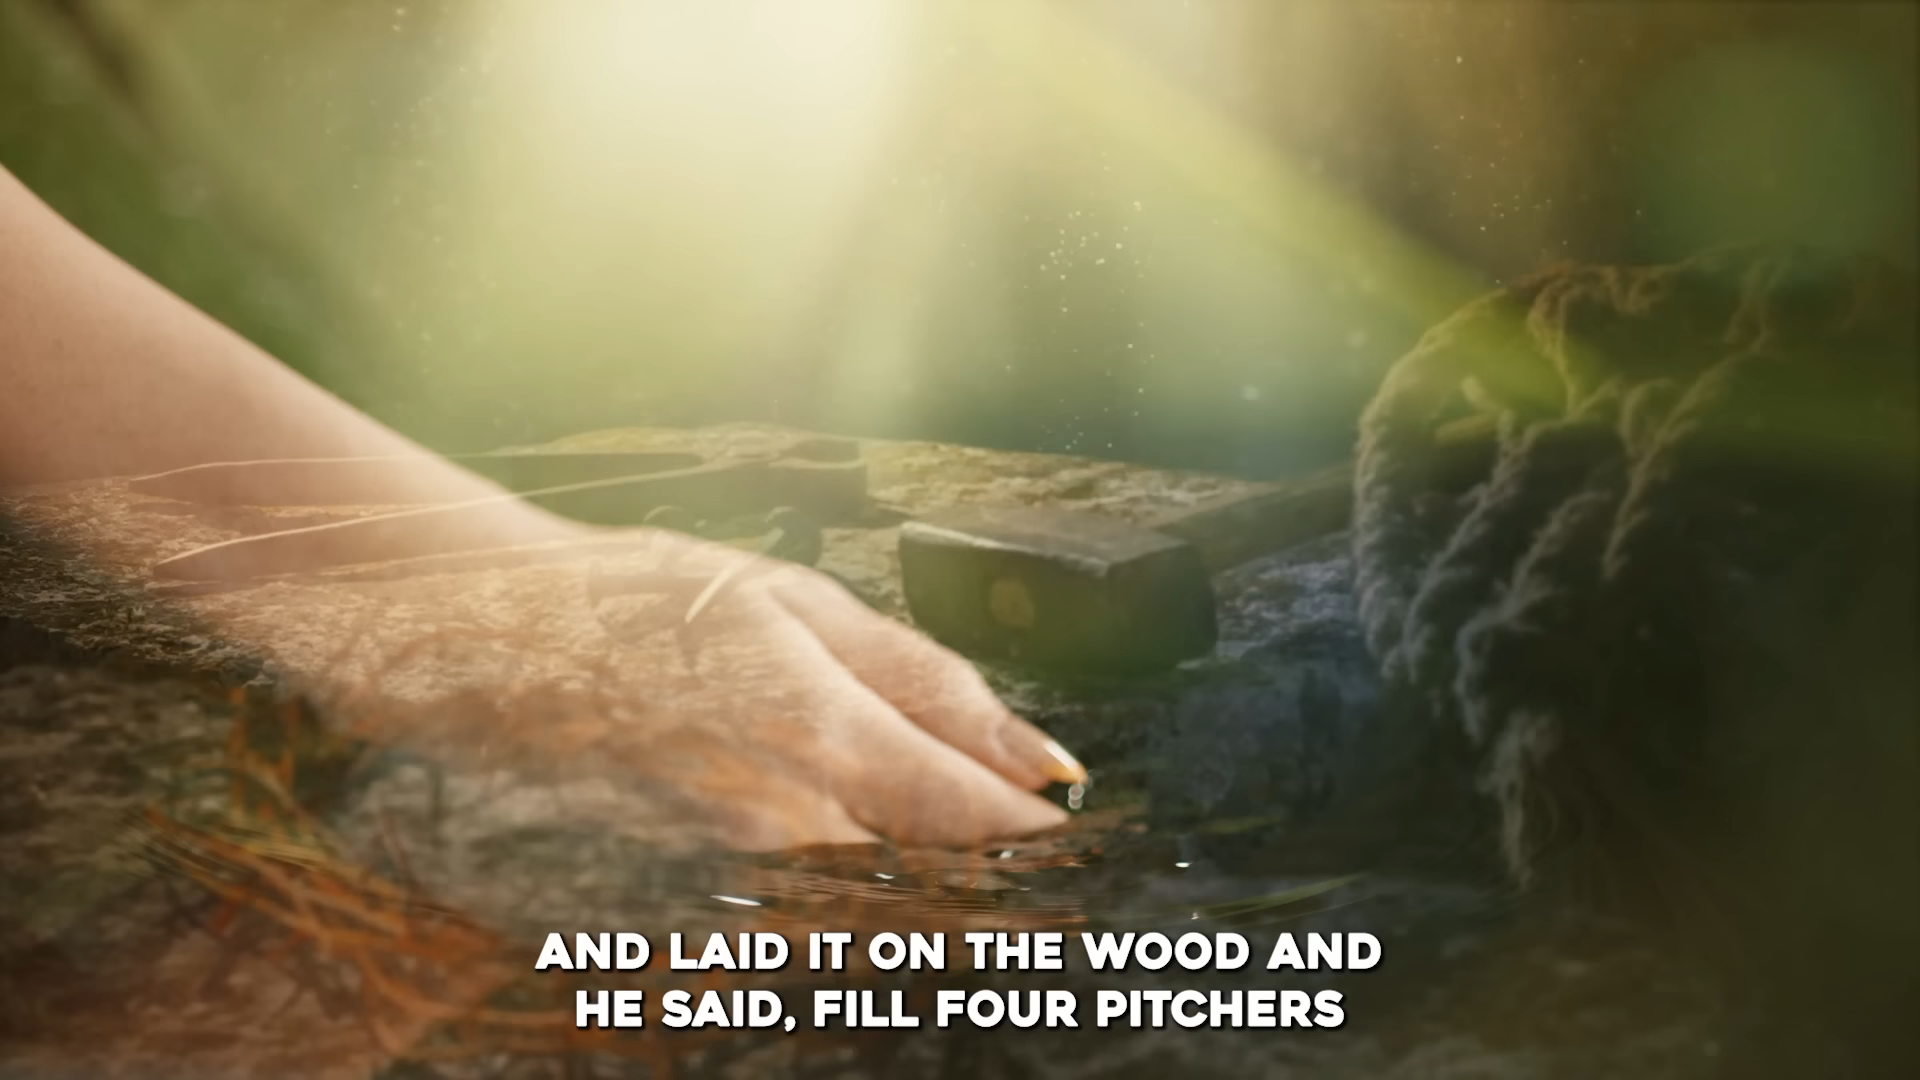 AND LAID IT ON THE WOOD AND
HE SAID, FILL FOUR PITCHERS